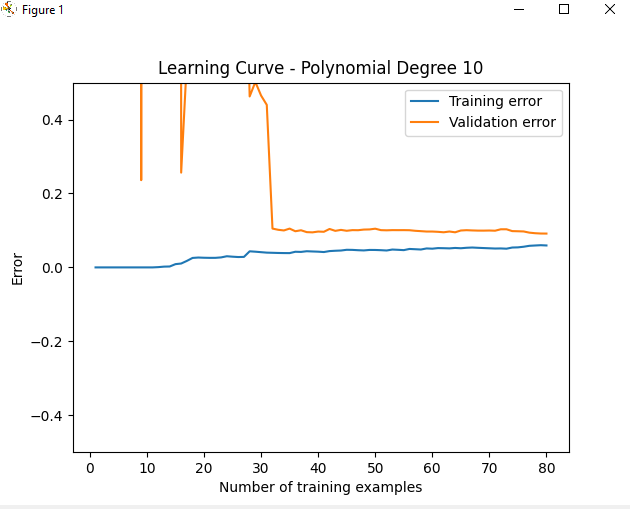 Figure 1
Learning Curve - Polynomial Degree 10
Training error
Validation error
0.4
0.2
0.0
−0.2
−0.4
Error
0 10 20 30 40 50 60 70 80
Number of training examples